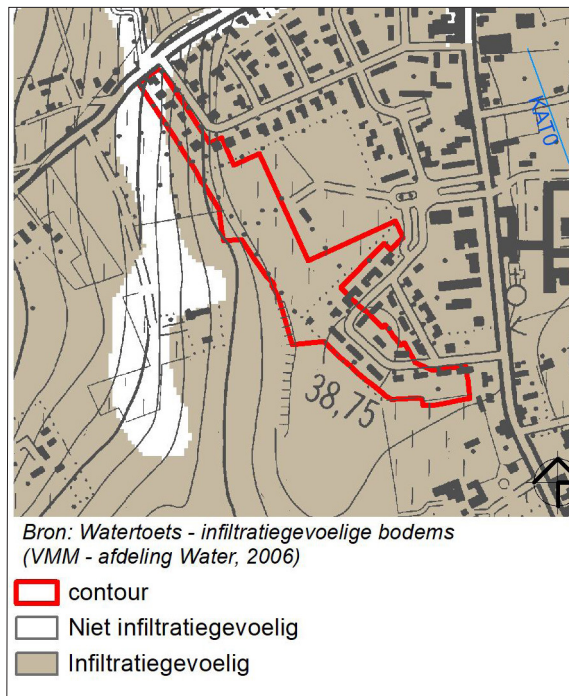 KATO
38,75
Bron: Watertoets - infiltratiegevoelige bodems
(VMM - afdeling Water, 2006)
contour
Niet infiltratiegevoelig
Infiltratiegevoelig